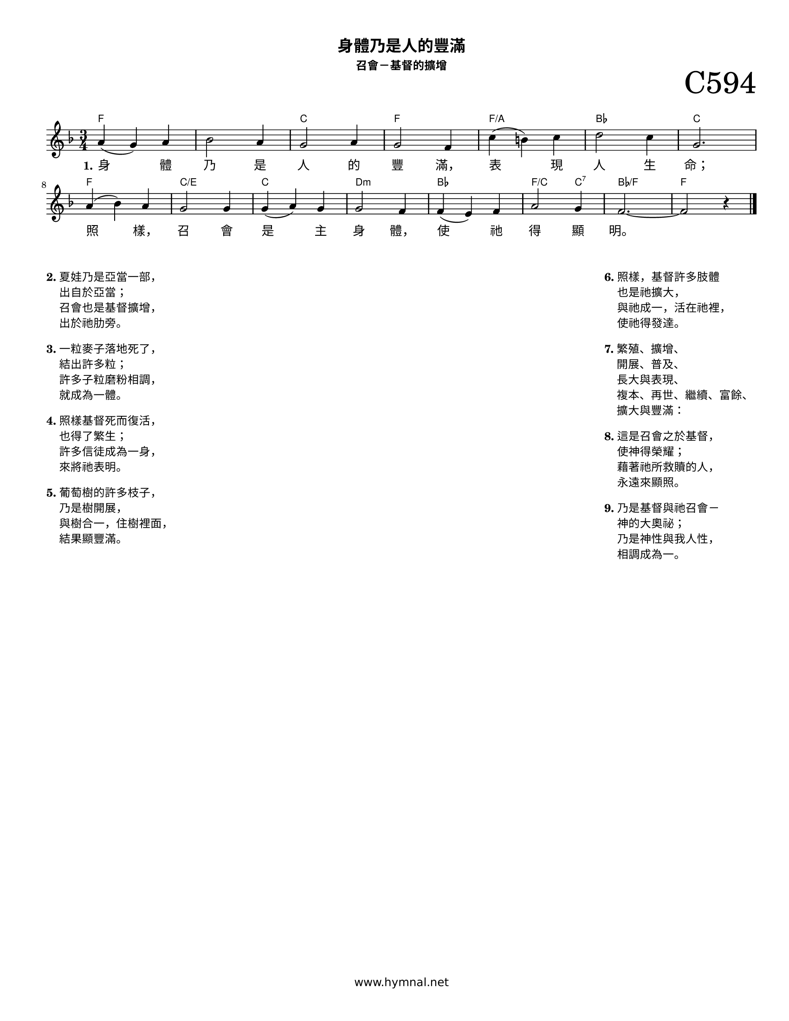 身體乃是人的豐滿
召會－基督的擴增
C594
F C F F/A B♭ C
1. 身 體 乃 是 人 的 豐 滿， 表 現 人 生 命；
8
F C/E C Dm B♭ F/C C7 B♭/F F
照 樣， 召 會 是 主 身 體， 使 祂 得 顯 明。
2. 夏娃乃是亞當一部，
出自於亞當；
召會也是基督擴增，
出於祂肋旁。
3. 一粒麥子落地死了，
結出許多粒；
許多子粒磨粉相調，
就成為一體。
4. 照樣基督死而復活，
也得了繁生；
許多信徒成為一身，
來將祂表明。
5. 葡萄樹的許多枝子，
乃是樹開展，
與樹合一，住樹裡面，
結果顯豐滿。
6. 照樣，基督許多肢體
也是祂擴大，
與祂成一，活在祂裡，
使祂得發達。
7. 繁殖、擴增、
開展、普及、
長大與表現、
複本、再世、繼續、富餘、
擴大與豐滿：
8. 這是召會之於基督，
使神得榮耀；
藉著祂所救贖的人，
永遠來顯照。
9. 乃是基督與祂召會－
神的大奧祕；
乃是神性與我人性，
相調成為一。
www.hymnal.net